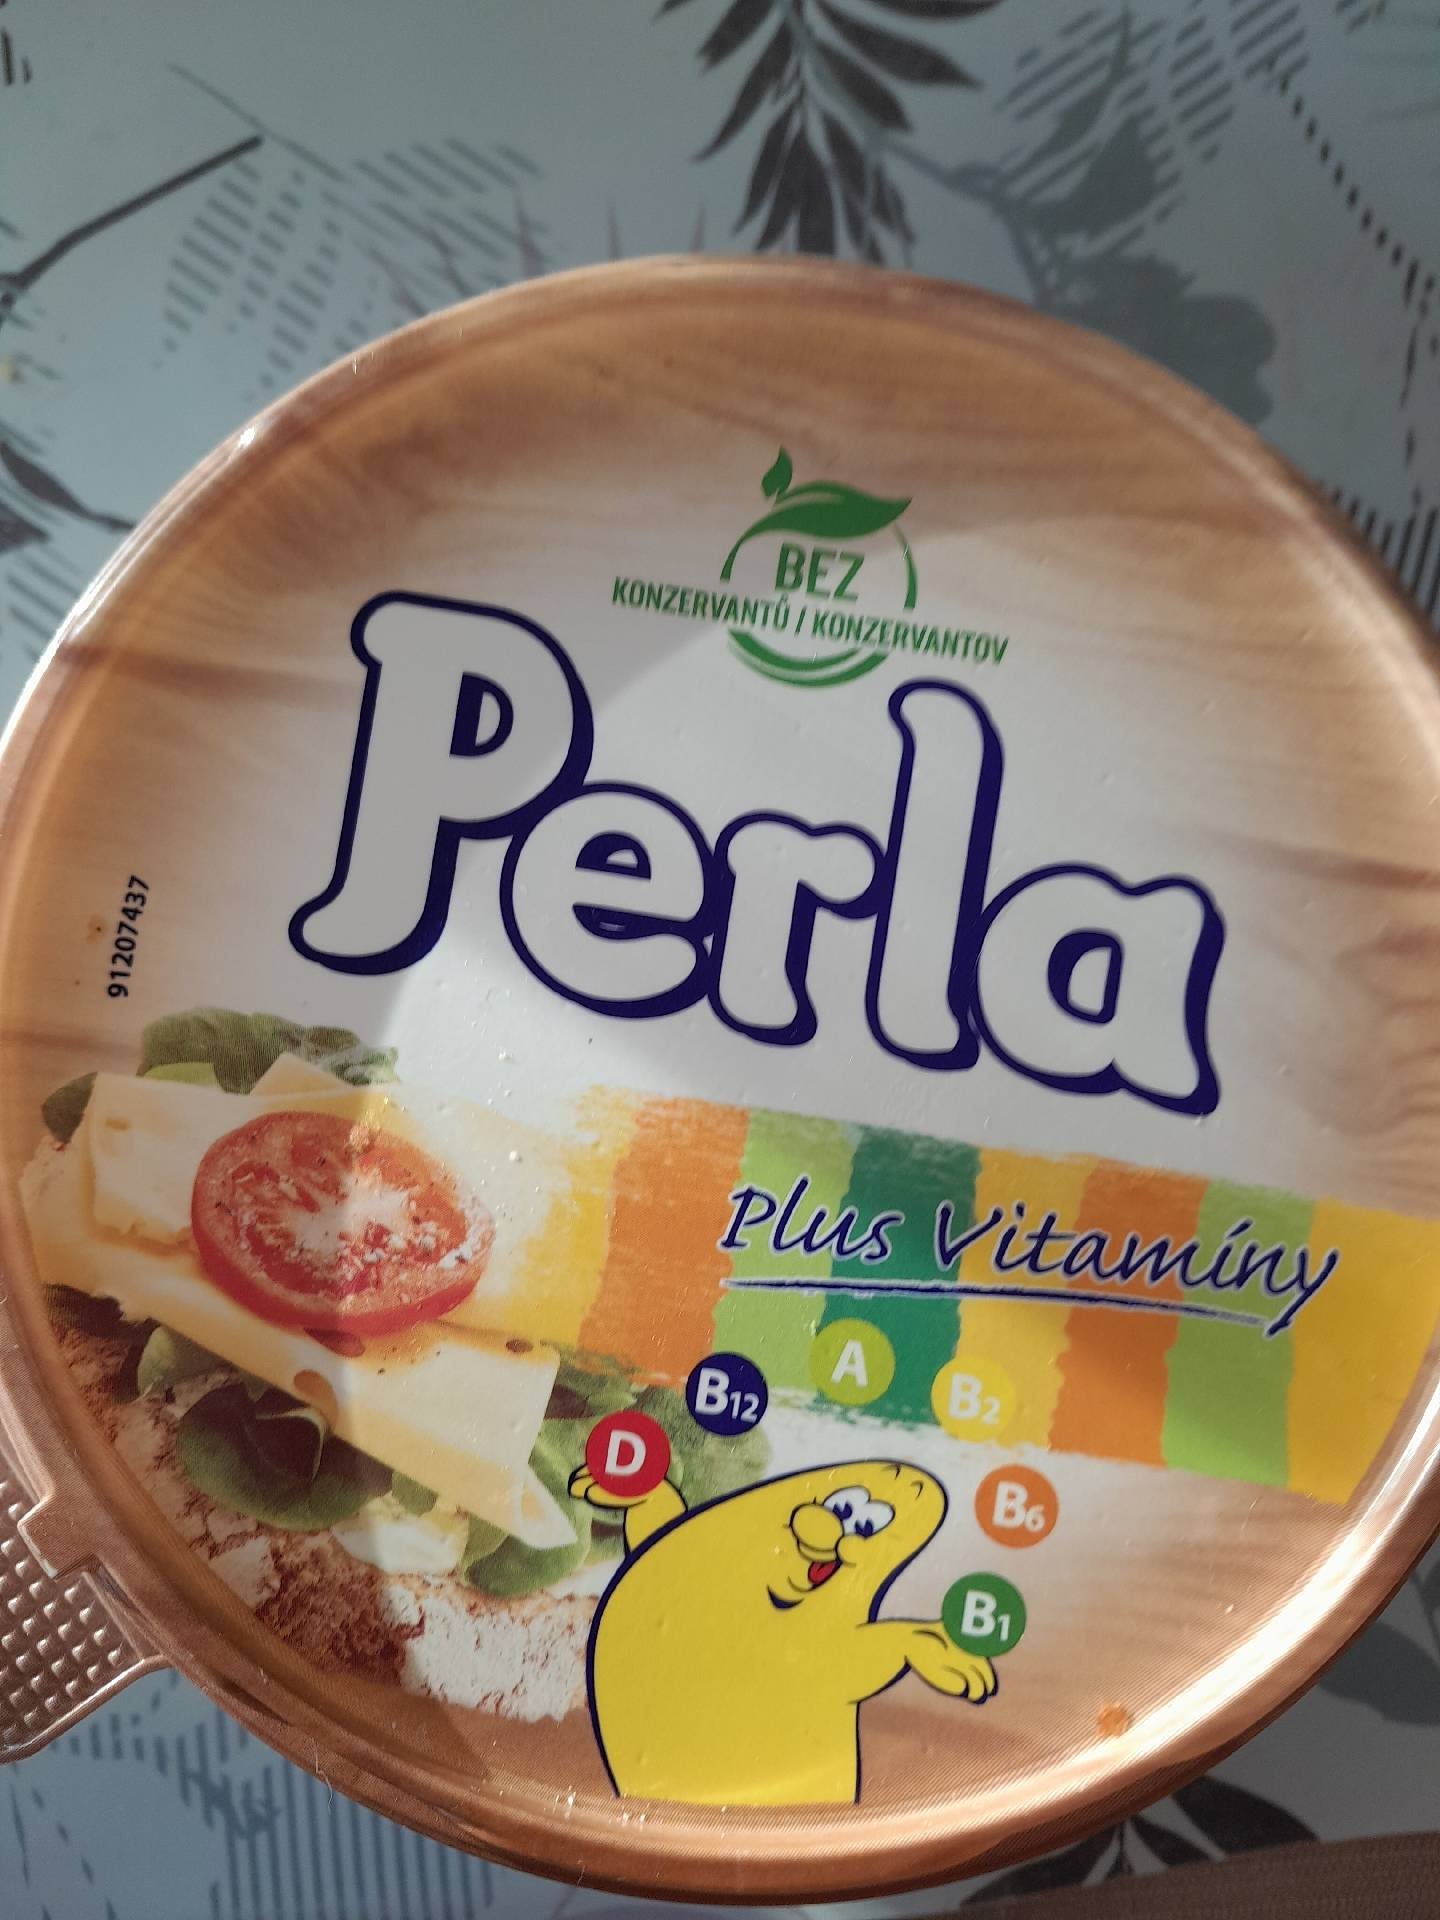 BEZ
KONZERVANTŮ / KONZERVANTOV
Perla
91207437
Plus Vitamíny
B12
A
B2
D
B6
B1